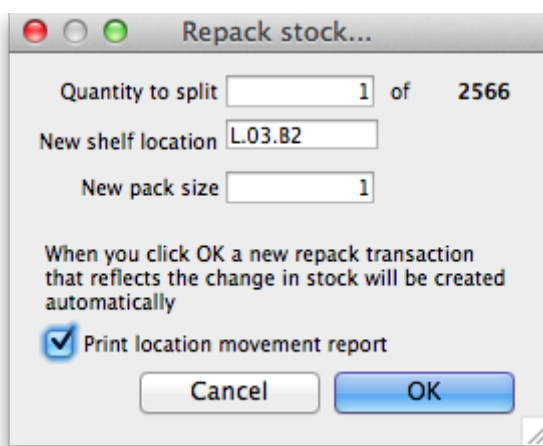 Repack stock...
Quantity to split 1 of 2566
New shelf location L.03.B2
New pack size 1
When you click OK a new repack transaction
that reflects the change in stock will be created
automatically
Print location movement report
Cancel OK